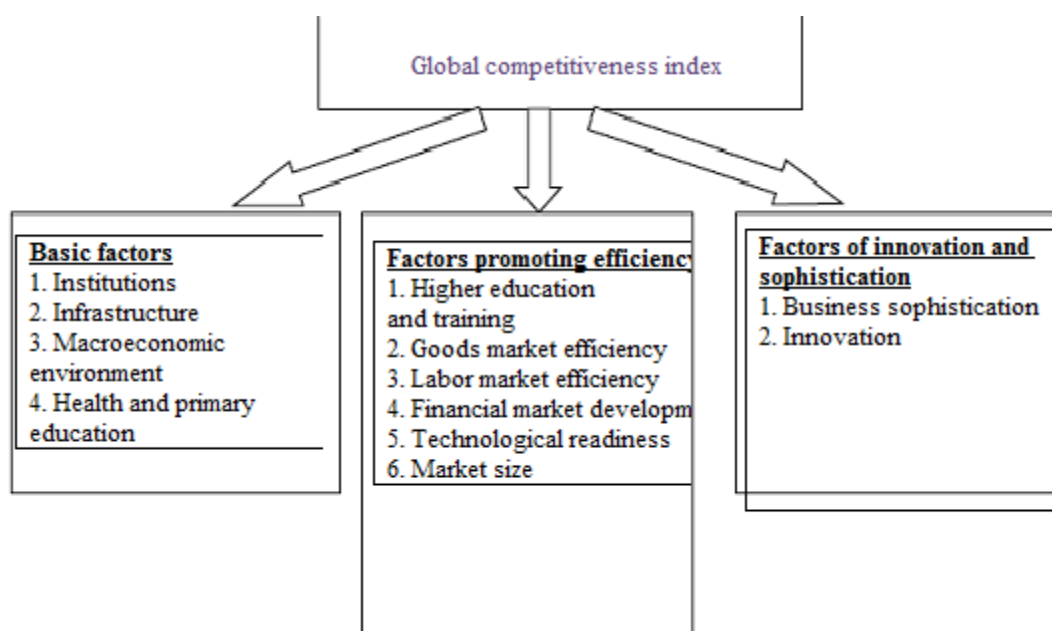 Global competitiveness index
Basic factors
1. Institutions
2. Infrastructure
3. Macroeconomic
environment
4. Health and primary
education
Factors promoting efficiency
1. Higher education
and training
2. Goods market efficiency
3. Labor market efficiency
4. Financial market developm
5. Technological readiness
6. Market size
Factors of innovation and
sophistication
1. Business sophistication
2. Innovation